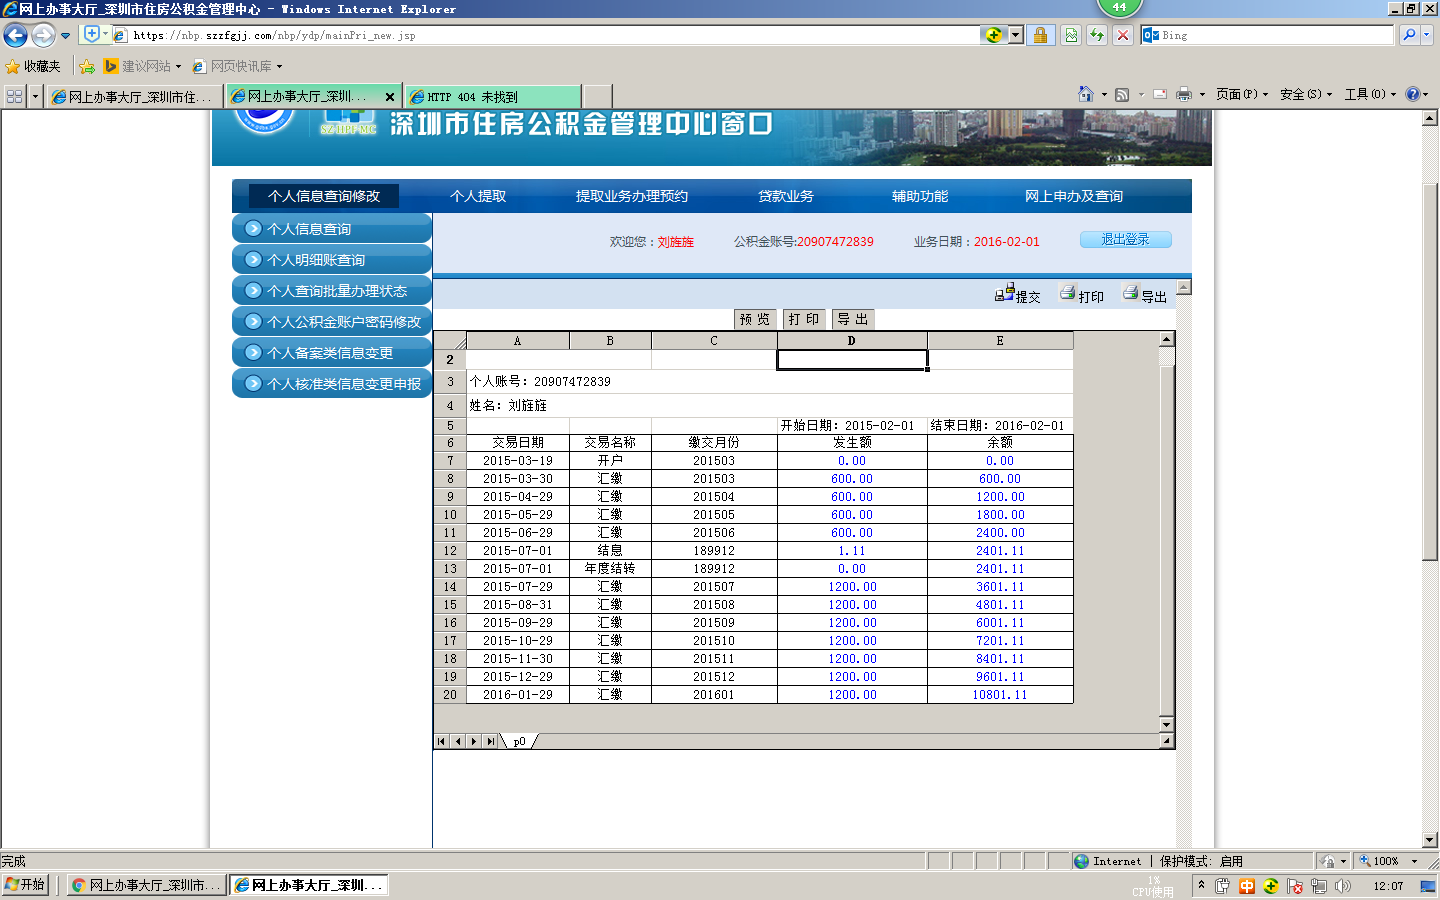 网上办事大厅_深圳市住房公积金管理中心 - Windows Internet Explorer
44
https://nbp.szzfgjj.com/nbp/ydp/mainPri_new.jsp
Bing
收藏夹 建议网站 网页快讯库
网上办事大厅_深圳市住... 网上办事大厅_深圳... HTTP 404 未找到
页面(P) 安全(S) 工具(O)
SZ-HPF-MC 深圳市住房公积金管理中心窗口
个人信息查询修改 个人提取 提取业务办理预约 贷款业务 辅助功能 网上申办及查询
个人信息查询
个人明细账查询
个人查询批量办理状态
个人公积金账户密码修改
个人备案类信息变更
个人核准类信息变更申报
欢迎您：刘旌旌 公积金账号:20907472839 业务日期：2016-02-01 退出登录
提交 打印 导出
预 览 打 印 导 出
A B C D E
2
3 个人账号: 20907472839
4 姓名: 刘旌旌
5 开始日期: 2015-02-01 结束日期: 2016-02-01
6 交易日期 交易名称 缴交月份 发生额 余额
7 2015-03-19 开户 201503 0.00 0.00
8 2015-03-30 汇缴 201503 600.00 600.00
9 2015-04-29 汇缴 201504 600.00 1200.00
10 2015-05-29 汇缴 201505 600.00 1800.00
11 2015-06-29 汇缴 201506 600.00 2400.00
12 2015-07-01 结息 189912 1.11 2401.11
13 2015-07-01 年度结转 189912 0.00 2401.11
14 2015-07-29 汇缴 201507 1200.00 3601.11
15 2015-08-31 汇缴 201508 1200.00 4801.11
16 2015-09-29 汇缴 201509 1200.00 6001.11
17 2015-10-29 汇缴 201510 1200.00 7201.11
18 2015-11-30 汇缴 201511 1200.00 8401.11
19 2015-12-29 汇缴 201512 1200.00 9601.11
20 2016-01-29 汇缴 201601 1200.00 10801.11
p0
完成 Internet | 保护模式: 启用 100%
开始 网上办事大厅_深圳市... 网上办事大厅_深圳... 1% CPU使用 中 12:07